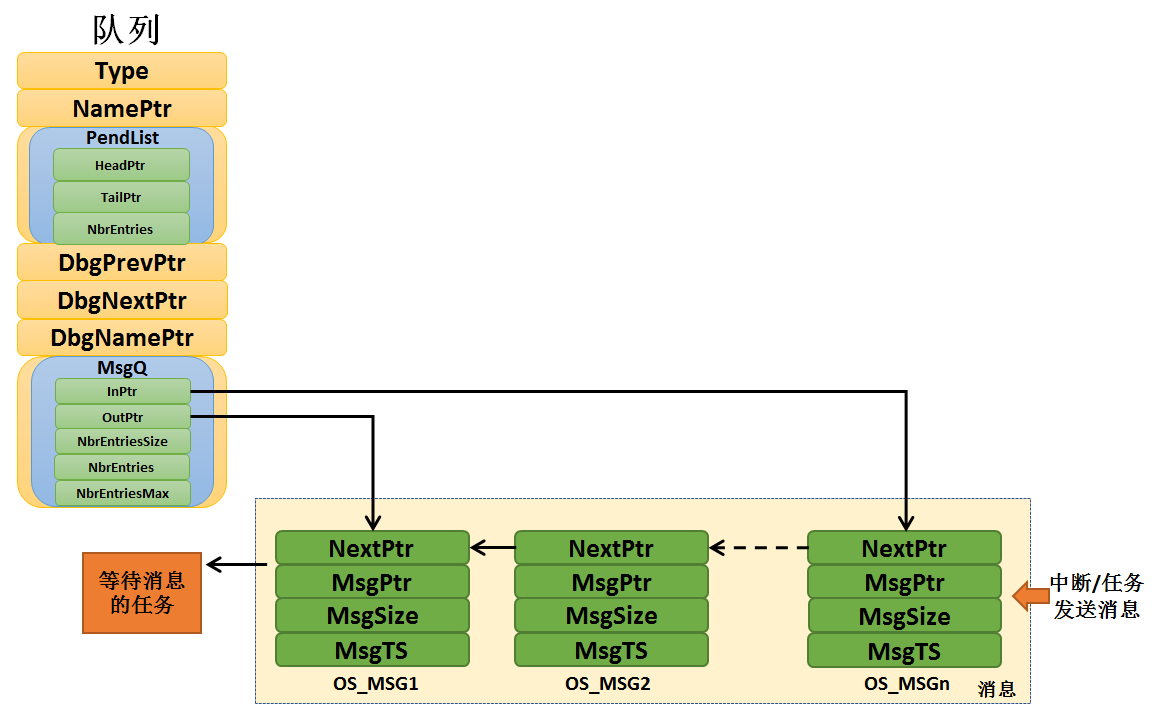 队列
Type
NamePtr
PendList
HeadPtr
TailPtr
NbrEntries
DbgPrevPtr
DbgNextPtr
DbgNamePtr
MsgQ
InPtr
OutPtr
NbrEntriesSize
NbrEntries
NbrEntriesMax
等待消息
的任务
NextPtr
MsgPtr
MsgSize
MsgTS
OS_MSG1
NextPtr
MsgPtr
MsgSize
MsgTS
OS_MSG2
NextPtr
MsgPtr
MsgSize
MsgTS
OS_MSGn
消息
中断/任务
发送消息